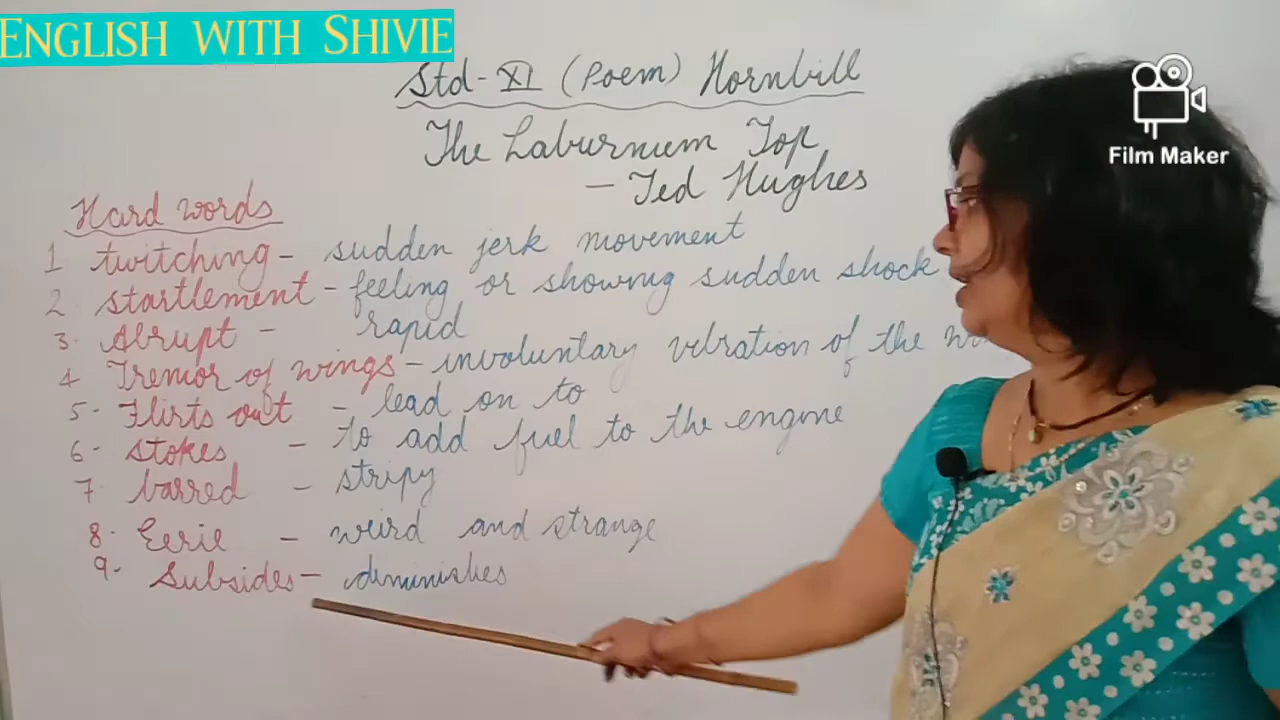 ENGLISH WITH SHIVIE
Std-XI (Poem) Hornbill
The Laburnum Top
- Ted Hughes
Film Maker
Hard words
1 twitching - sudden jerk movement
2. startlement - feeling or showing sudden shock
3. Abrupt - rapid
4 Tremor of wings - involuntary vibration of the
5- Flirts out - lead on to
6- stokes - to add fuel to the engine
7- barred - stripy
8- Eerie - weird and strange
9- Subsides - diminishes